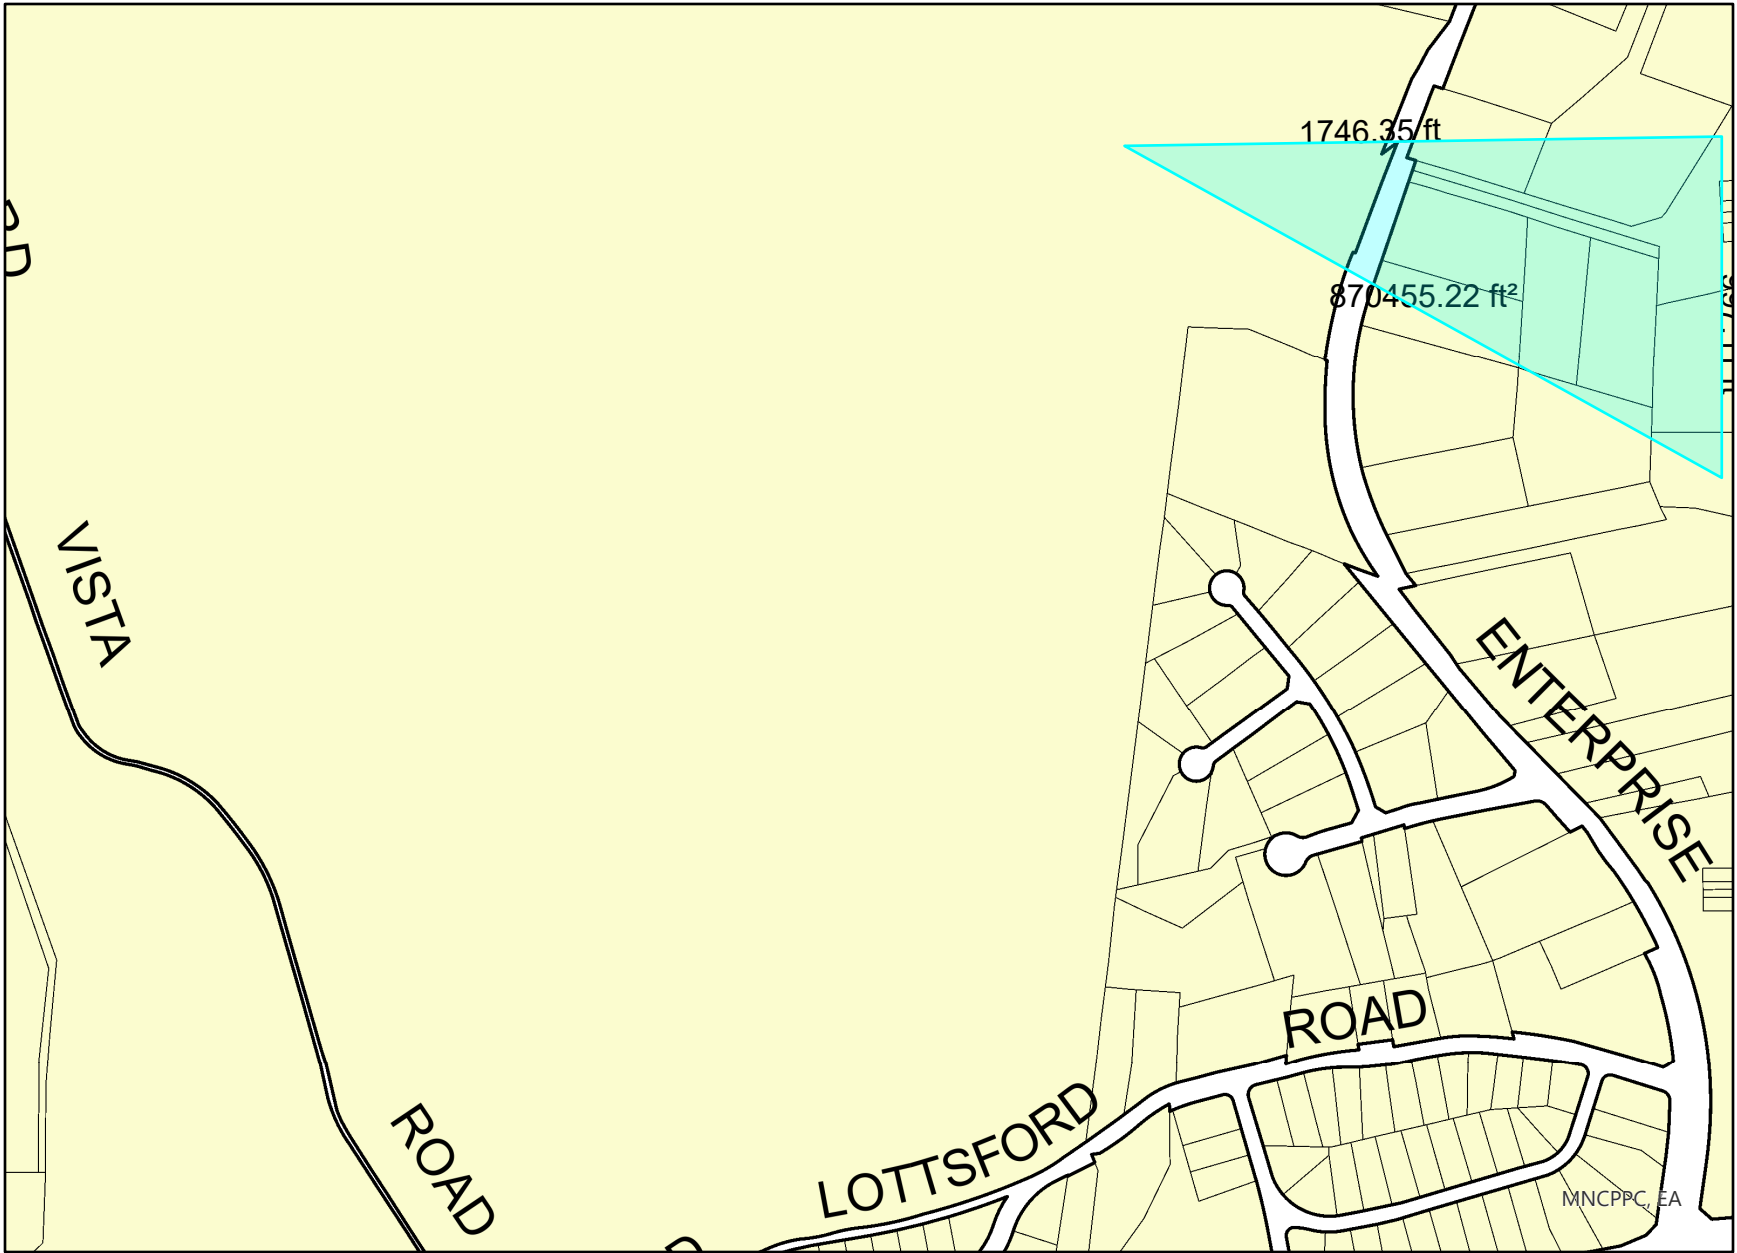 1746.35 ft
870455.22 ft²
VISTA
ENTERPRISE
ROAD
LOTTSFORD
ROAD
MNCPPC, EA